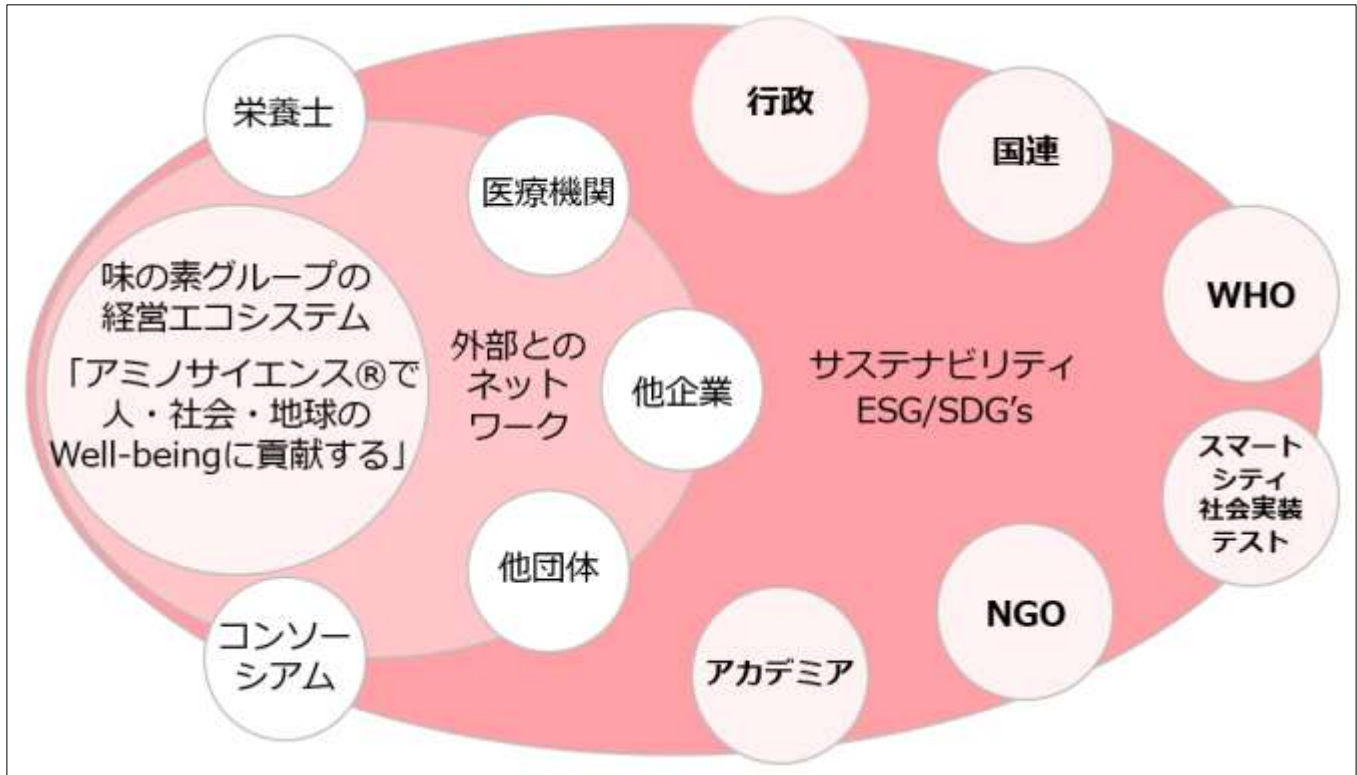 栄養士
医療機関
味の素グループの
経営エコシステム
「アミノサイエンス®で
人・社会・地球の
Well-beingに貢献する」
外部との
ネット
ワーク
他企業
他団体
コンソー
シアム
サステナビリティ
ESG/SDG’s
行政
国連
WHO
スマート
シティ
社会実装
テスト
NGO
アカデミア